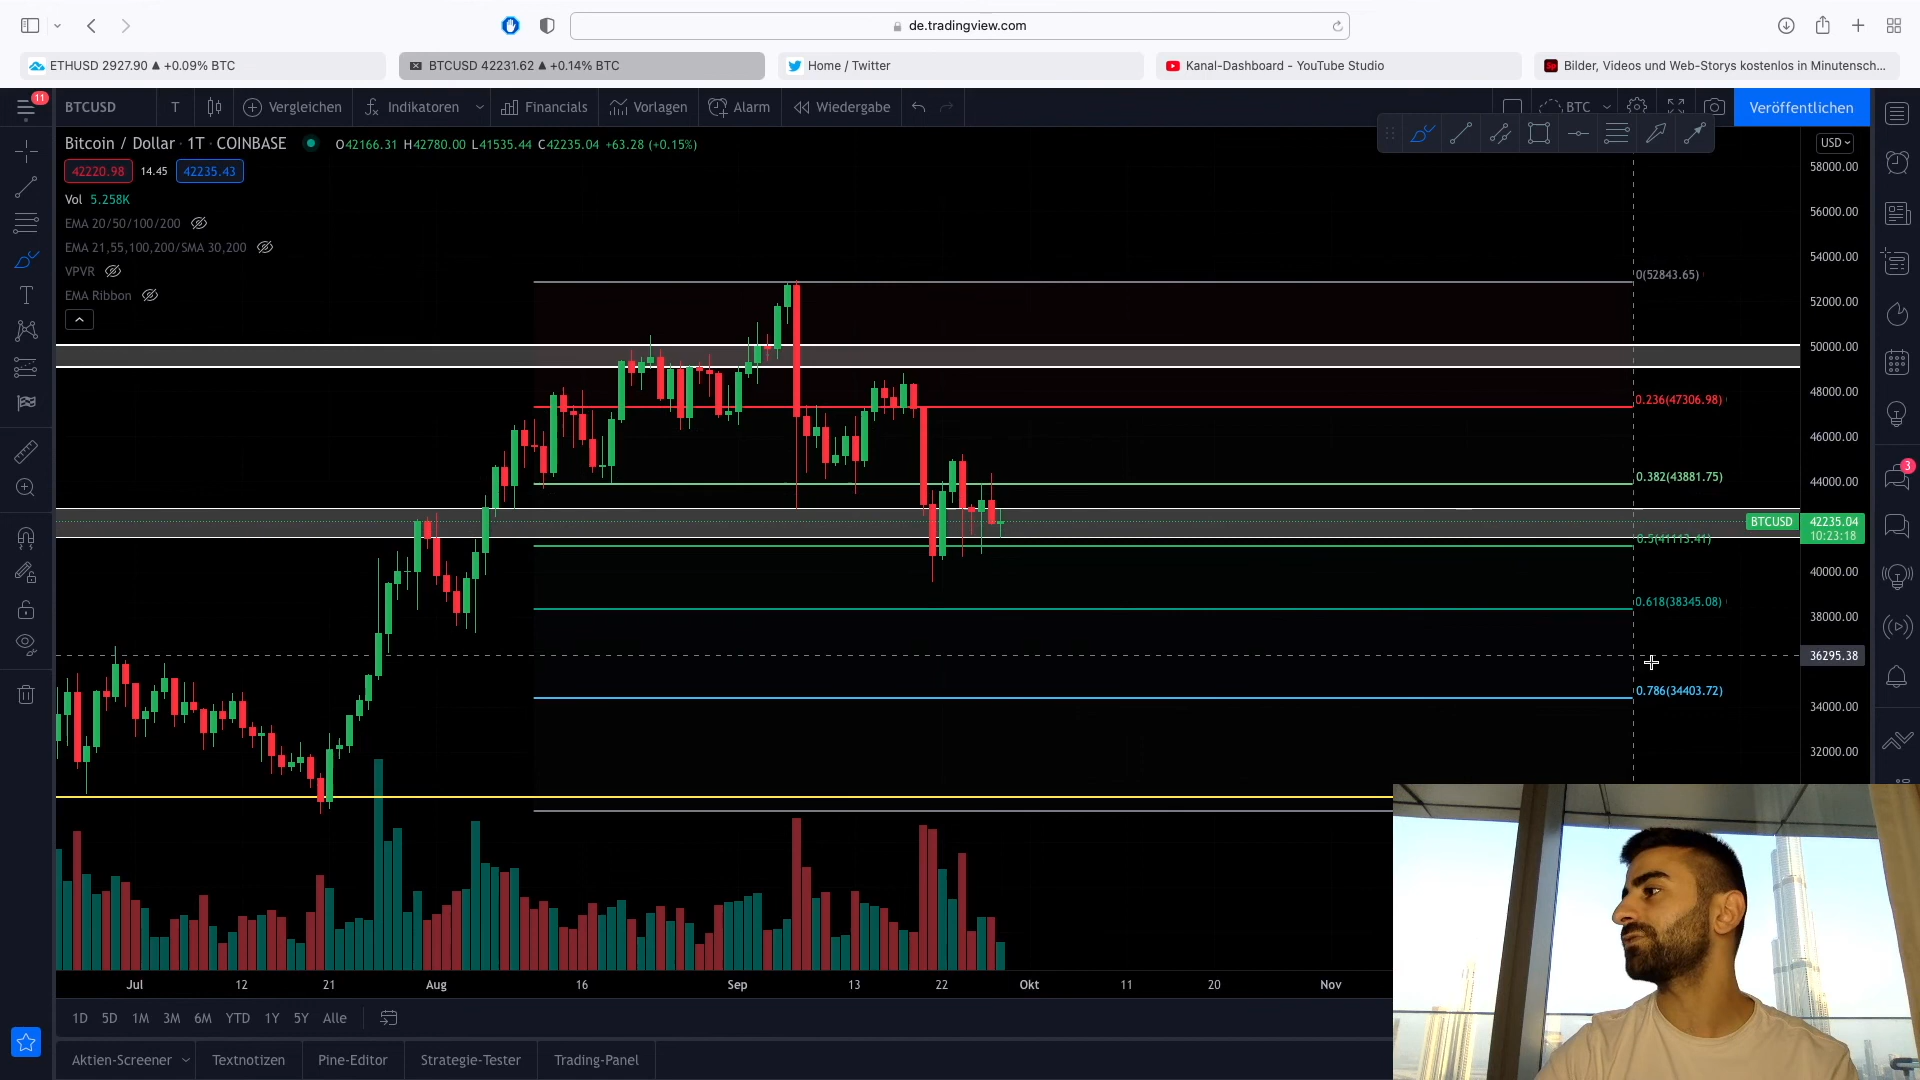 de.tradingview.com
ETHUSD 2927.90 ▲ +0.09% BTC
BTCUSD 42231.62 ▲ +0.14% BTC
Home / Twitter
Kanal-Dashboard - YouTube Studio
Bilder, Videos und Web-Storys kostenlos in Minutensch...
11
BTCUSD
T
Vergleichen
Indikatoren
Financials
Vorlagen
Alarm
Wiedergabe
BTC
Veröffentlichen
Bitcoin / Dollar · 1T · COINBASE
O42166.31 H42780.00 L41535.44 C42235.04 +63.28 (+0.15%)
USD
42220.98
14.45
42235.43
Vol 5.258K
EMA 20/50/100/200
EMA 21,55,100,200/SMA 30,200
VPVR
EMA Ribbon
58000.00
56000.00
54000.00
0(52843.65)
52000.00
50000.00
48000.00
0.236(47306.98)
46000.00
0.382(43881.75)
44000.00
3
BTCUSD
42235.04
10:23:18
0.5(41113.41)
40000.00
0.618(38345.08)
38000.00
36295.38
0.786(34403.72)
34000.00
32000.00
Jul
12
21
Aug
16
Sep
13
22
Okt
11
20
Nov
1D
5D
1M
3M
6M
YTD
1Y
5Y
Alle
Aktien-Screener
Textnotizen
Pine-Editor
Strategie-Tester
Trading-Panel